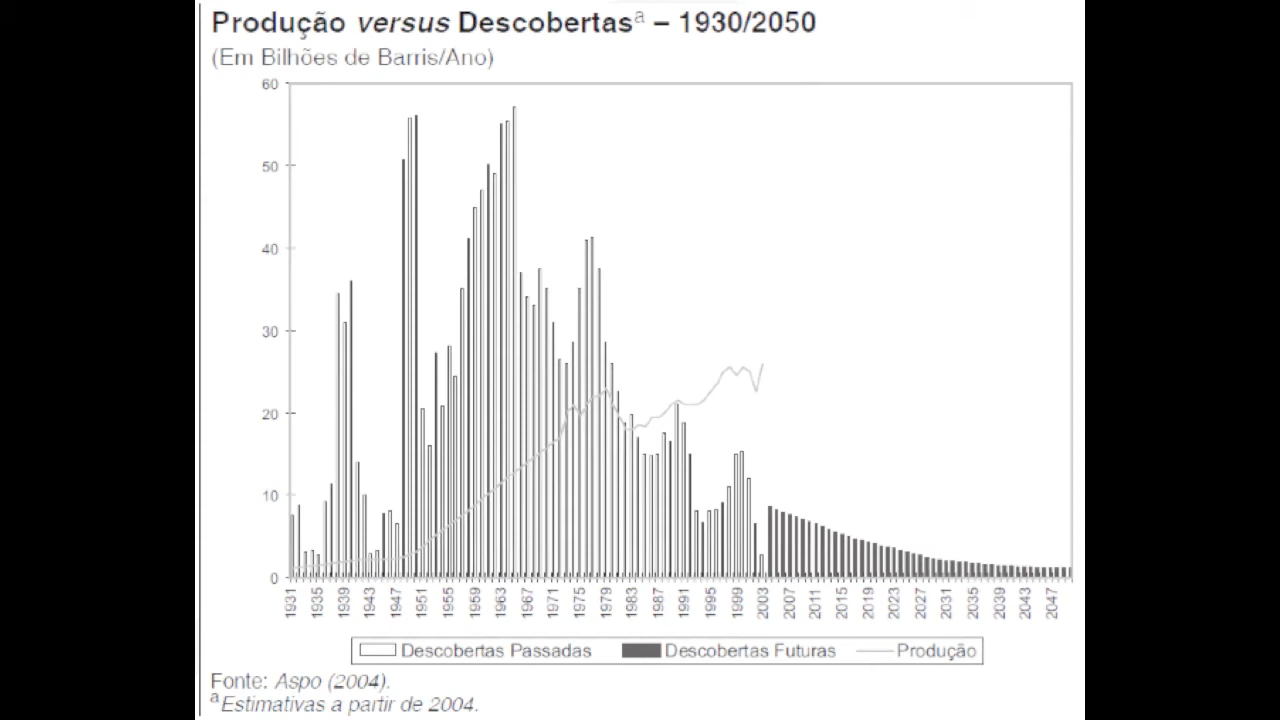 Produção versus Descobertasª – 1930/2050
(Em Bilhões de Barris/Ano)
60
50
40
30
20
10
0
1931 1935 1939 1943 1947 1951 1955 1959 1963 1967 1971 1975 1979 1983 1987 1991 1995 1999 2003 2007 2011 2015 2019 2023 2027 2031 2035 2039 2043 2047
Descobertas Passadas Descobertas Futuras Produção
Fonte: Aspo (2004).
ª Estimativas a partir de 2004.